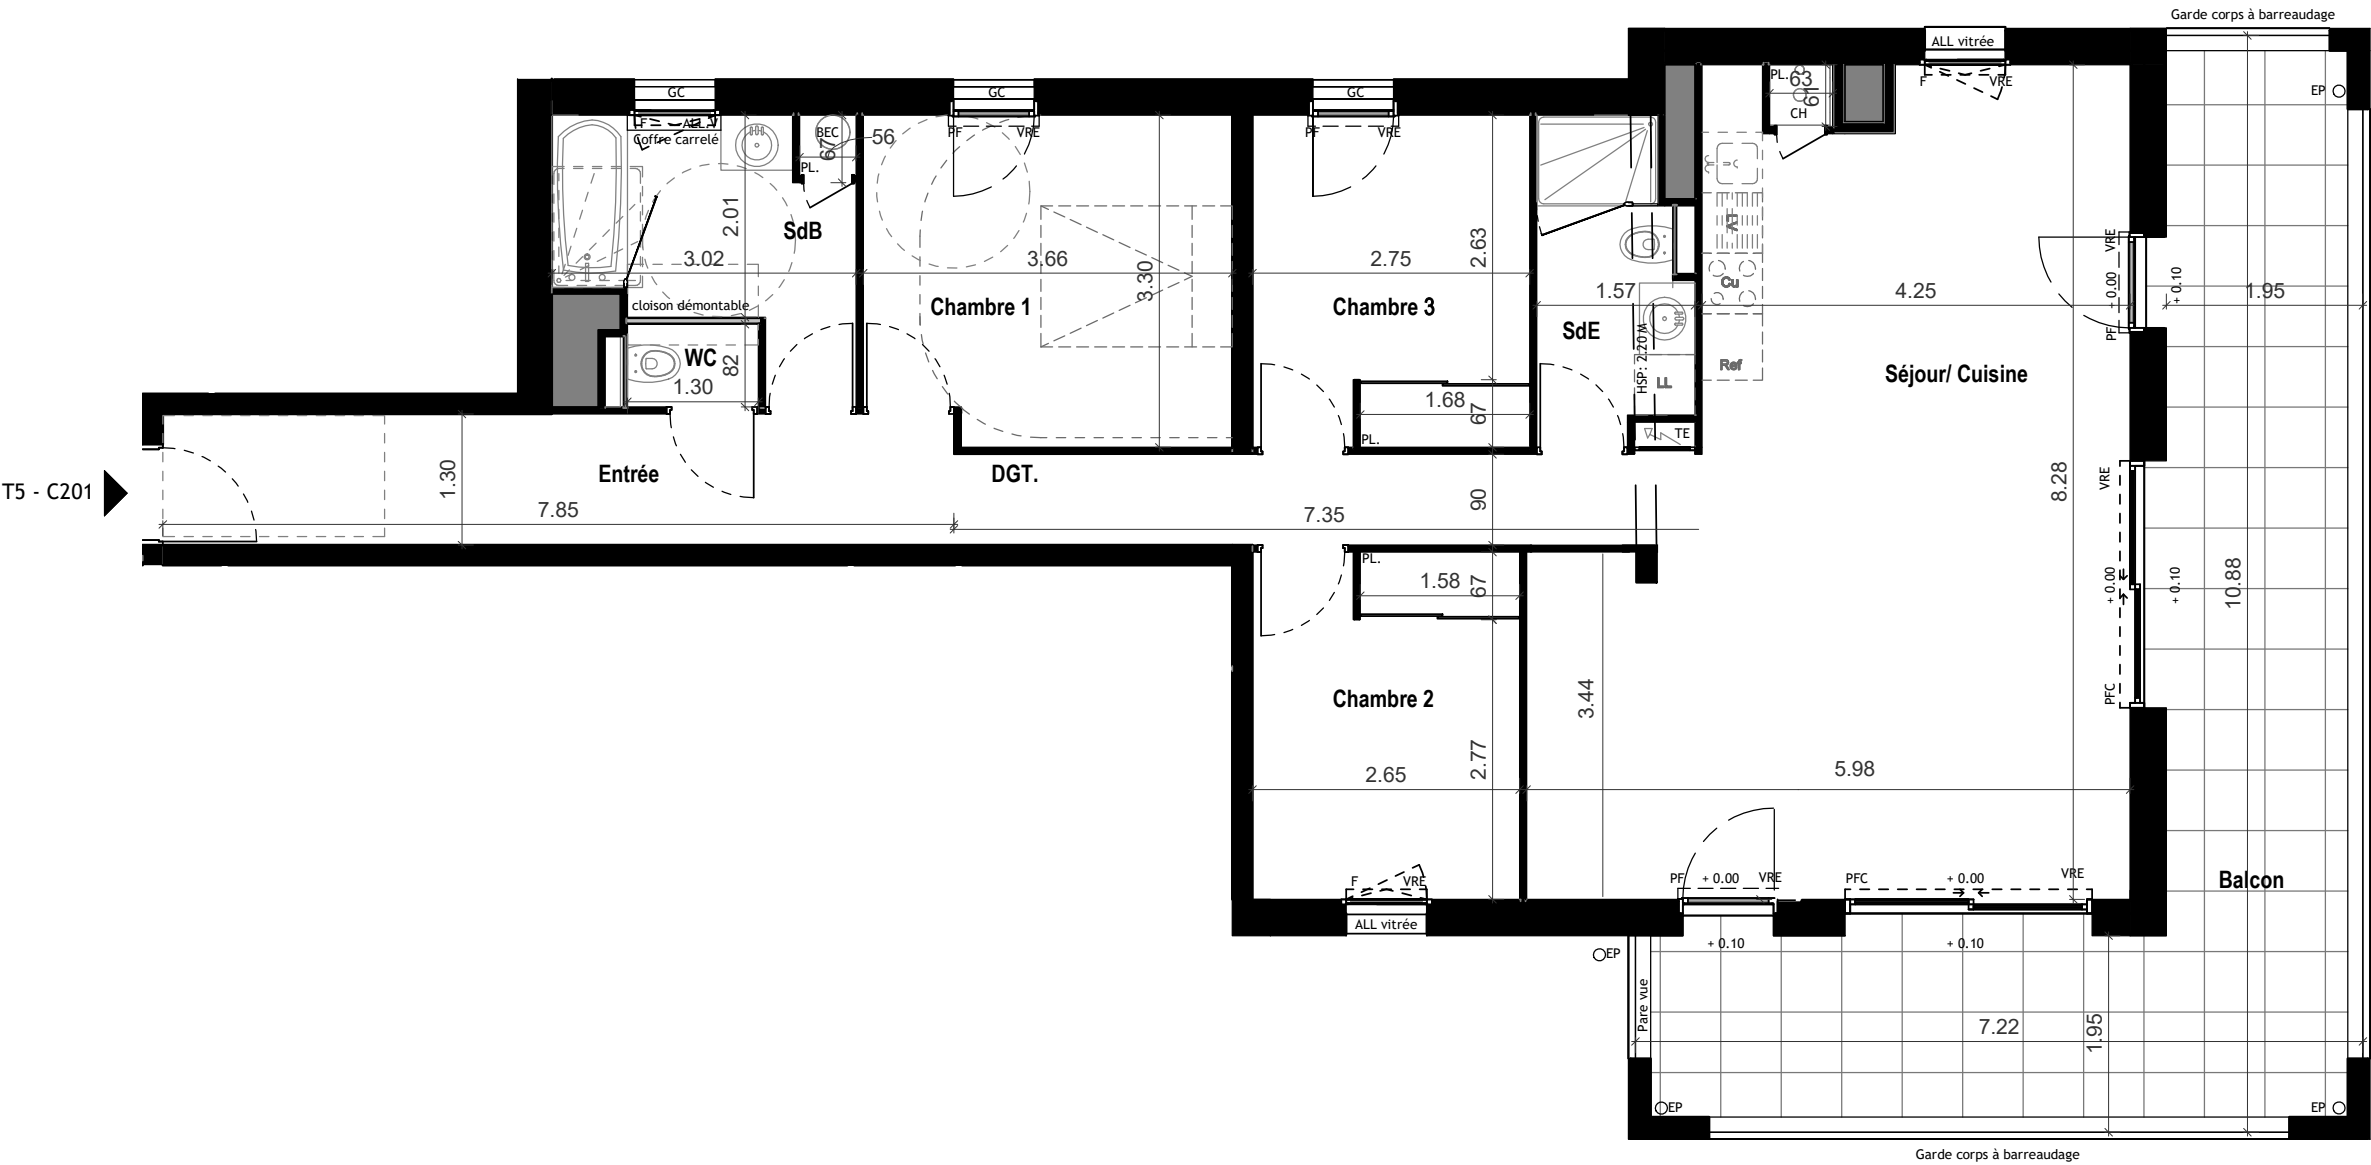 Garde corps à barreaudage
ALL vitrée
F
VRE
PL.
63
61
CH
EP
GC
GC
GC
F
ALL.V
Coffre carrelé
BEC
67
56
PL.
PF
VRE
PF
VRE
2.01
SdB
3.02
3.66
3.30
2.75
2.63
LV
Cu
1.57
4.25
VRE
+ 0.00
PF
+ 0.10
1.95
cloison démontable
Chambre 1
Chambre 3
SdE
HSP: 2.20 M
WC
82
1.30
Ref
LF
Séjour/ Cuisine
1.68
67
PL.
TE
T5 - C201
1.30
Entrée
DGT.
7.85
7.35
90
8.28
VRE
+ 0.00
+ 0.10
PFC
10.88
PL.
1.58
67
Chambre 2
3.44
2.77
2.65
5.98
F
VRE
ALL vitrée
PF
+ 0.00
VRE
PFC
+ 0.00
VRE
Balcon
+ 0.10
+ 0.10
EP
Pare vue
7.22
1.95
EP
EP
Garde corps à barreaudage